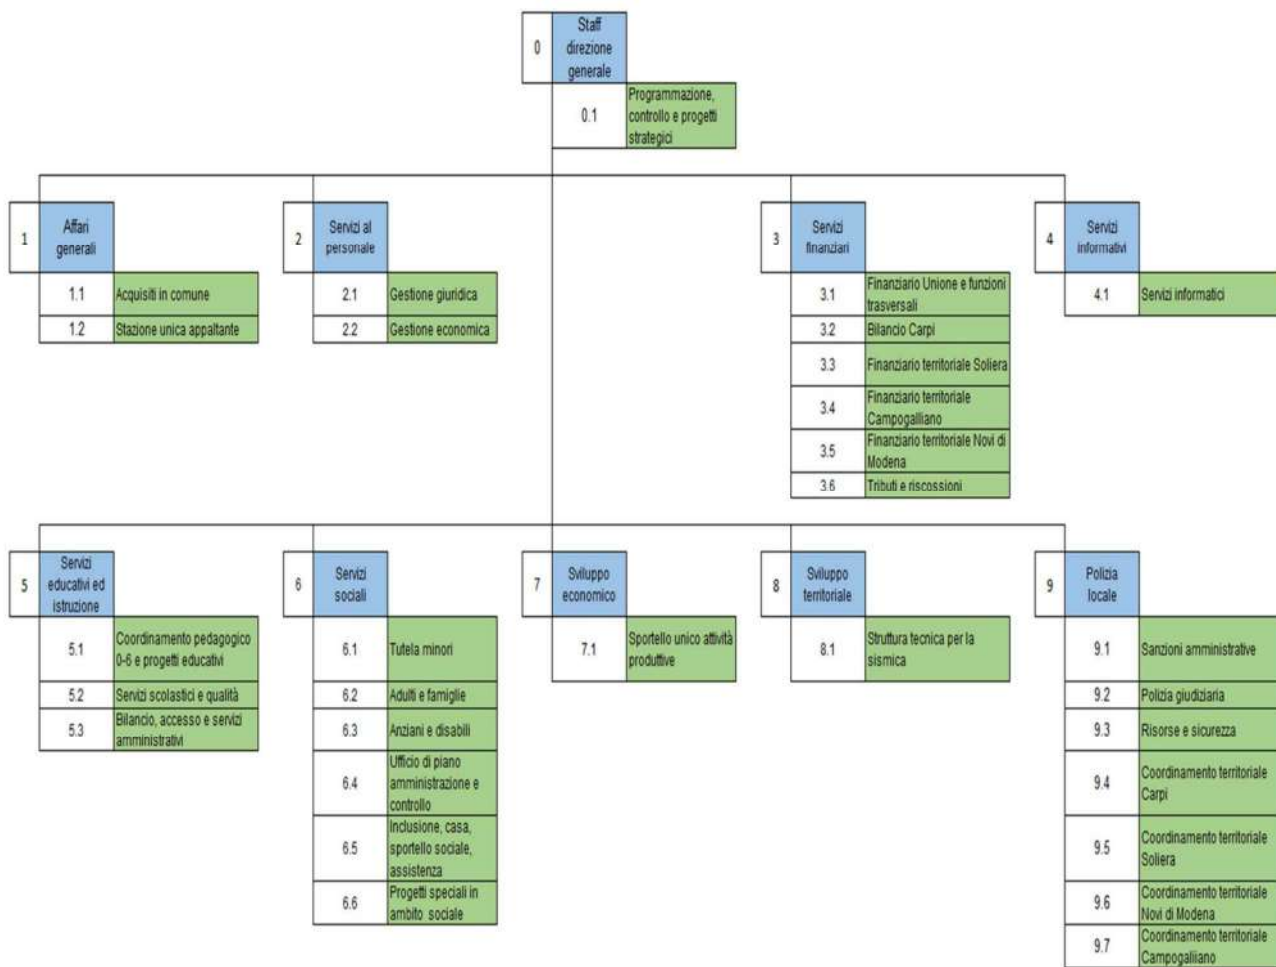 0
Staff
direzione
generale
0.1
Programmazione,
controllo e progetti
strategici
1
Affari
generali
1.1
Acquisiti in comune
1.2
Stazione unica appaltante
2
Servizi al
personale
2.1
Gestione giuridica
2.2
Gestione economica
3
Servizi
finanziari
3.1
Finanziario Unione e funzioni
trasversali
3.2
Bilancio Carpi
3.3
Finanziario territoriale Soliera
3.4
Finanziario territoriale
Campogalliano
3.5
Finanziario territoriale Novi di
Modena
3.6
Tributi e riscossioni
4
Servizi
informativi
4.1
Servizi informatici
5
Servizi
educativi ed
istruzione
5.1
Coordinamento pedagogico
0-6 e progetti educativi
5.2
Servizi scolastici e qualità
5.3
Bilancio, accesso e servizi
amministrativi
6
Servizi
sociali
6.1
Tutela minori
6.2
Adulti e famiglie
6.3
Anziani e disabili
6.4
Ufficio di piano
amministrazione e
controllo
6.5
Inclusione, casa,
sportello sociale,
assistenza
6.6
Progetti speciali in
ambito sociale
7
Sviluppo
economico
7.1
Sportello unico attività
produttive
8
Sviluppo
territoriale
8.1
Struttura tecnica per la
sismica
9
Polizia
locale
9.1
Sanzioni amministrative
9.2
Polizia giudiziaria
9.3
Risorse e sicurezza
9.4
Coordinamento territoriale
Carpi
9.5
Coordinamento territoriale
Soliera
9.6
Coordinamento territoriale
Novi di Modena
9.7
Coordinamento territoriale
Campogalliano